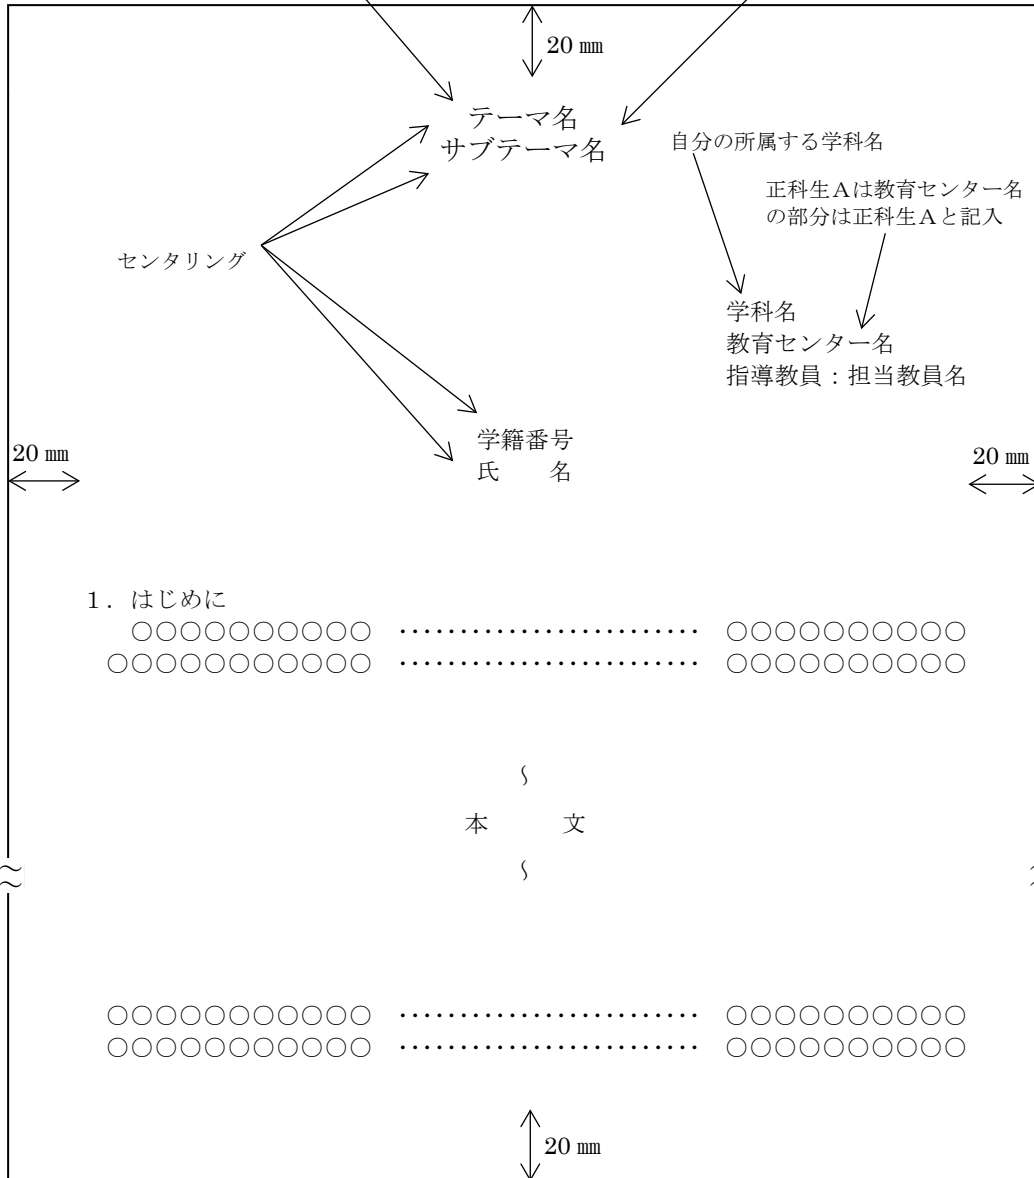 20 ㎜
テーマ名
サブテーマ名
自分の所属する学科名
正科生Aは教育センター名
の部分は正科生Aと記入
センタリング
学科名
教育センター名
指導教員：担当教員名
学籍番号
氏　　名
20 ㎜
20 ㎜
１．はじめに
○○○○○○○○○○ ‥‥‥‥‥‥‥‥‥‥‥‥‥ ○○○○○○○○○○
○○○○○○○○○○○ ‥‥‥‥‥‥‥‥‥‥‥‥‥ ○○○○○○○○○○
～
本　　　文
～
○○○○○○○○○○○ ‥‥‥‥‥‥‥‥‥‥‥‥‥ ○○○○○○○○○○
○○○○○○○○○○○ ‥‥‥‥‥‥‥‥‥‥‥‥‥ ○○○○○○○○○○
20 ㎜